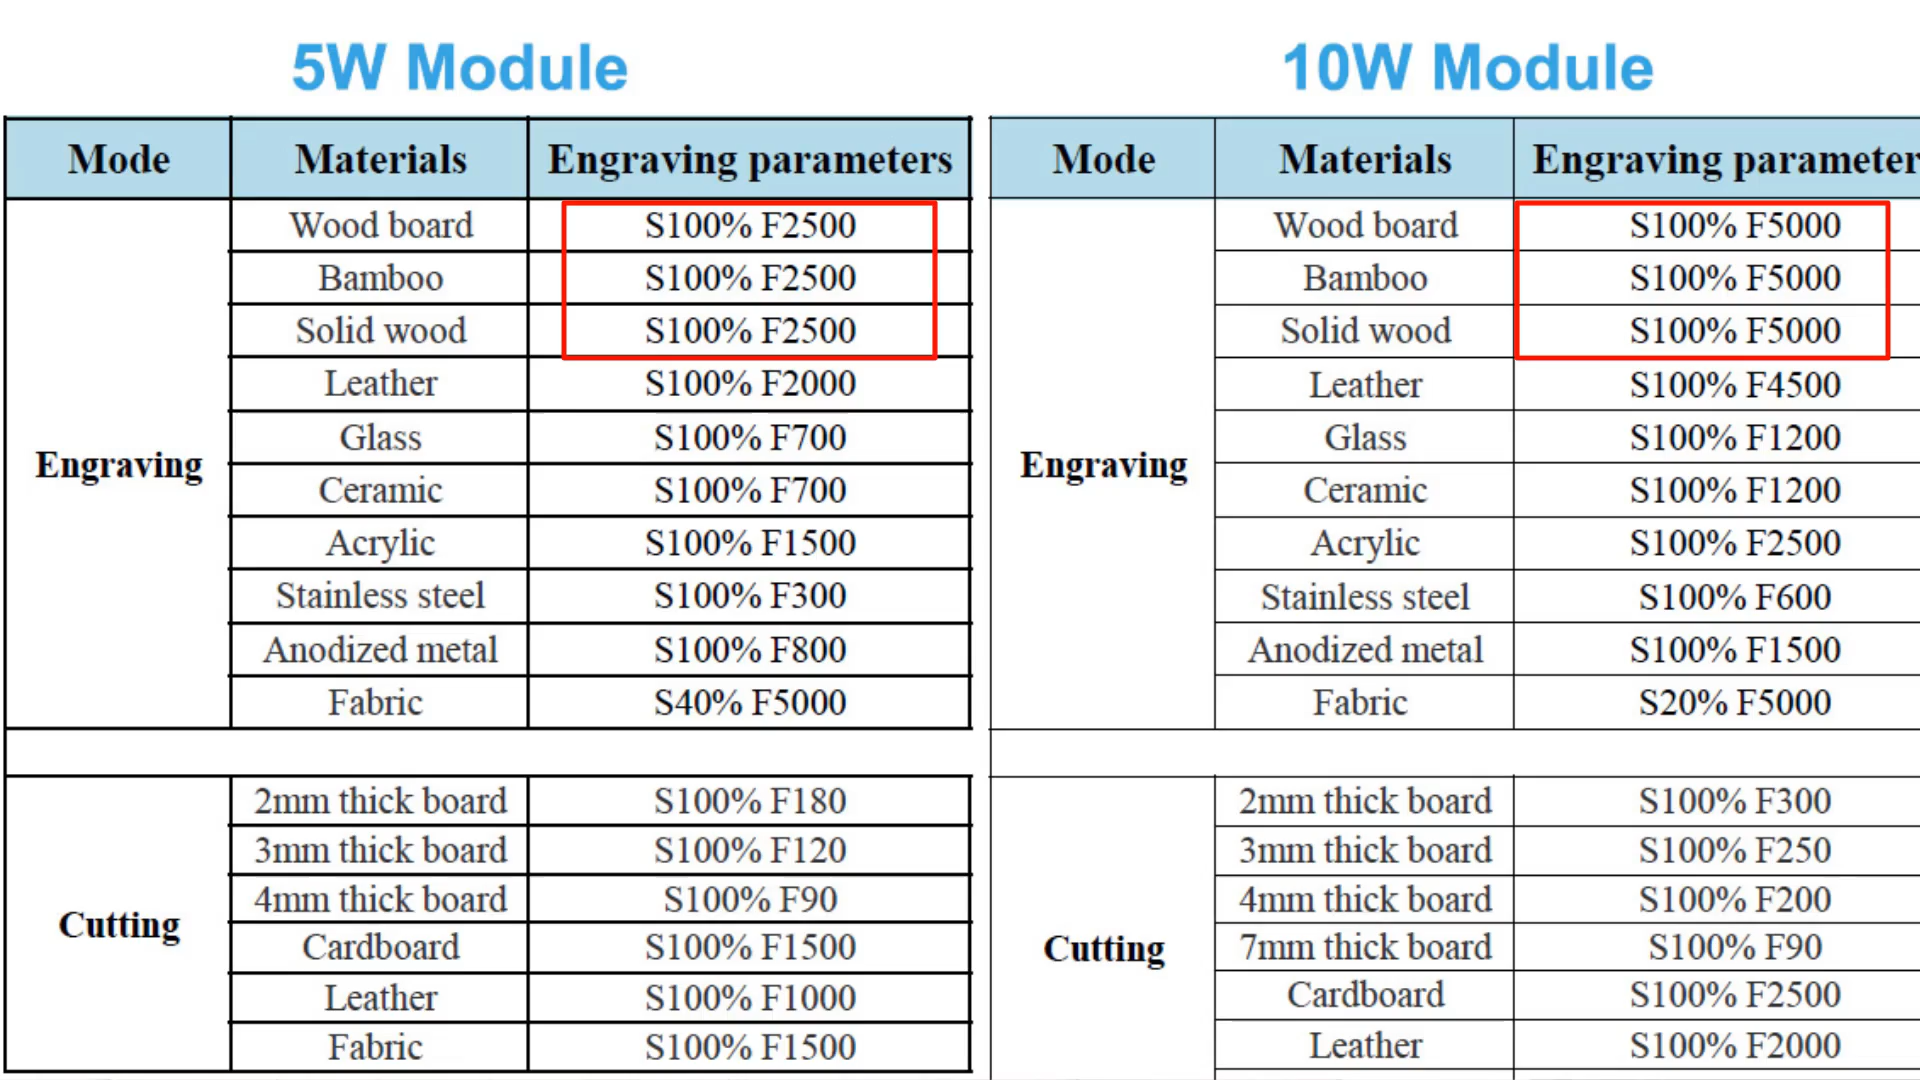 5W Module
Mode Materials Engraving parameters
Engraving
Wood board S100% F2500
Bamboo S100% F2500
Solid wood S100% F2500
Leather S100% F2000
Glass S100% F700
Ceramic S100% F700
Acrylic S100% F1500
Stainless steel S100% F300
Anodized metal S100% F800
Fabric S40% F5000
Cutting
2mm thick board S100% F180
3mm thick board S100% F120
4mm thick board S100% F90
Cardboard S100% F1500
Leather S100% F1000
Fabric S100% F1500
10W Module
Mode Materials Engraving parameter
Engraving
Wood board S100% F5000
Bamboo S100% F5000
Solid wood S100% F5000
Leather S100% F4500
Glass S100% F1200
Ceramic S100% F1200
Acrylic S100% F2500
Stainless steel S100% F600
Anodized metal S100% F1500
Fabric S20% F5000
Cutting
2mm thick board S100% F300
3mm thick board S100% F250
4mm thick board S100% F200
7mm thick board S100% F90
Cardboard S100% F2500
Leather S100% F2000